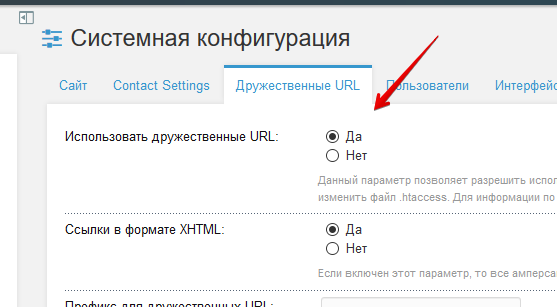 Системная конфигурация
Сайт Contact Settings Дружественные URL Пользователи Интерфейс
Использовать дружественные URL: Да
Нет
Данный параметр позволяет разрешить испол
изменить файл .htaccess. Для информации по
Ссылки в формате XHTML: Да
Нет
Если включен этот параметр, то все амперса
Префикс для дружественных URL: